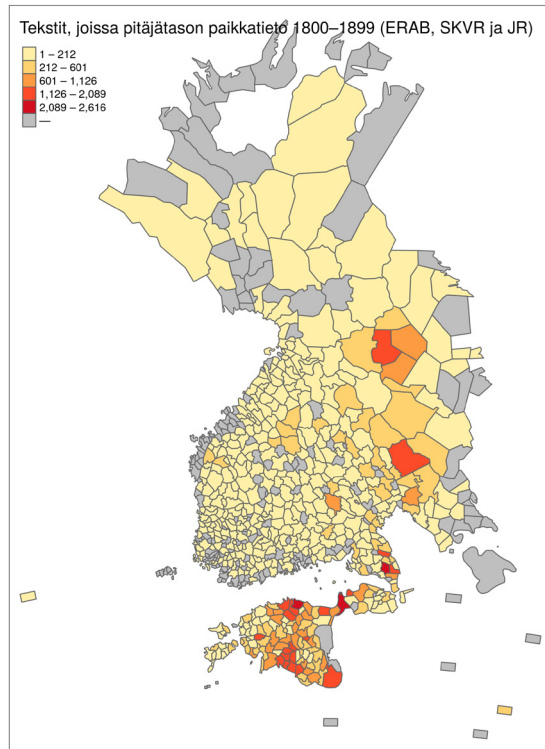 Tekstit, joissa pitäjätason paikkatieto 1800–1899 (ERAB, SKVR ja JR)
1 – 212
212 – 601
601 – 1,126
1,126 – 2,089
2,089 – 2,616
—